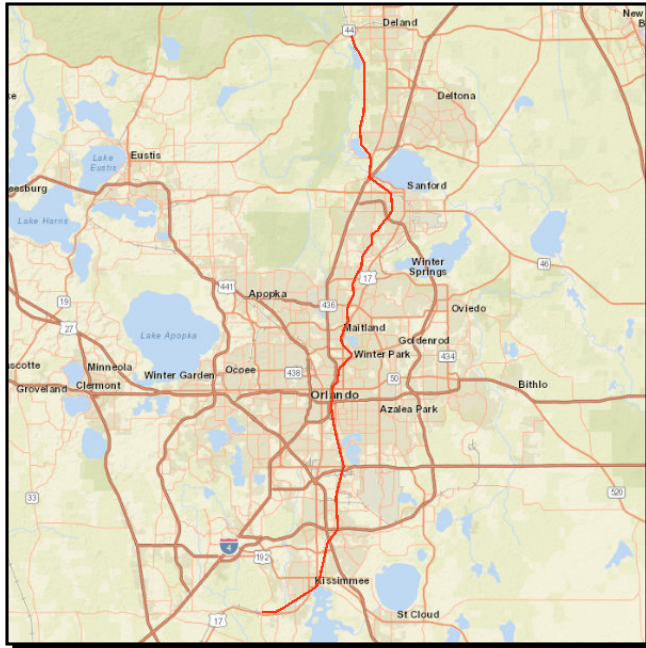 New
B
44
Deland
ke
Deltona
Lake
Eustis
Eustis
eesburg
Sanford
Lake Harris
Winter
Springs
46
441
17
Apopka
19
436
Oviedo
27
Lake Apopka
Maitland
Goldenrod
434
ascotte
Minneola
Ocoee
438
Winter Park
Winter Garden
50
Groveland
Clermont
Orlando
Bithlo
Azalea Park
33
520
4
192
Kissimmee
17
St Cloud